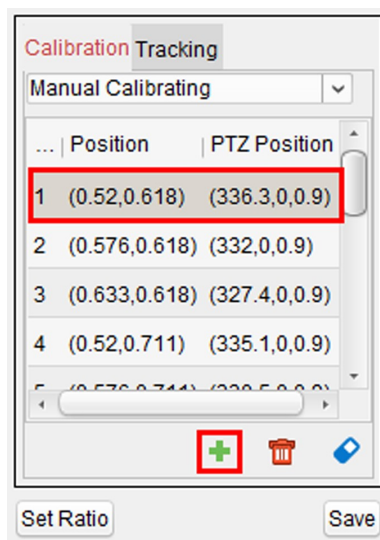 Calibration Tracking
Manual Calibrating
... Position PTZ Position
1 (0.52,0.618) (336.3,0,0.9)
2 (0.576,0.618) (332,0,0.9)
3 (0.633,0.618) (327.4,0,0.9)
4 (0.52,0.711) (335.1,0,0.9)
Set Ratio Save